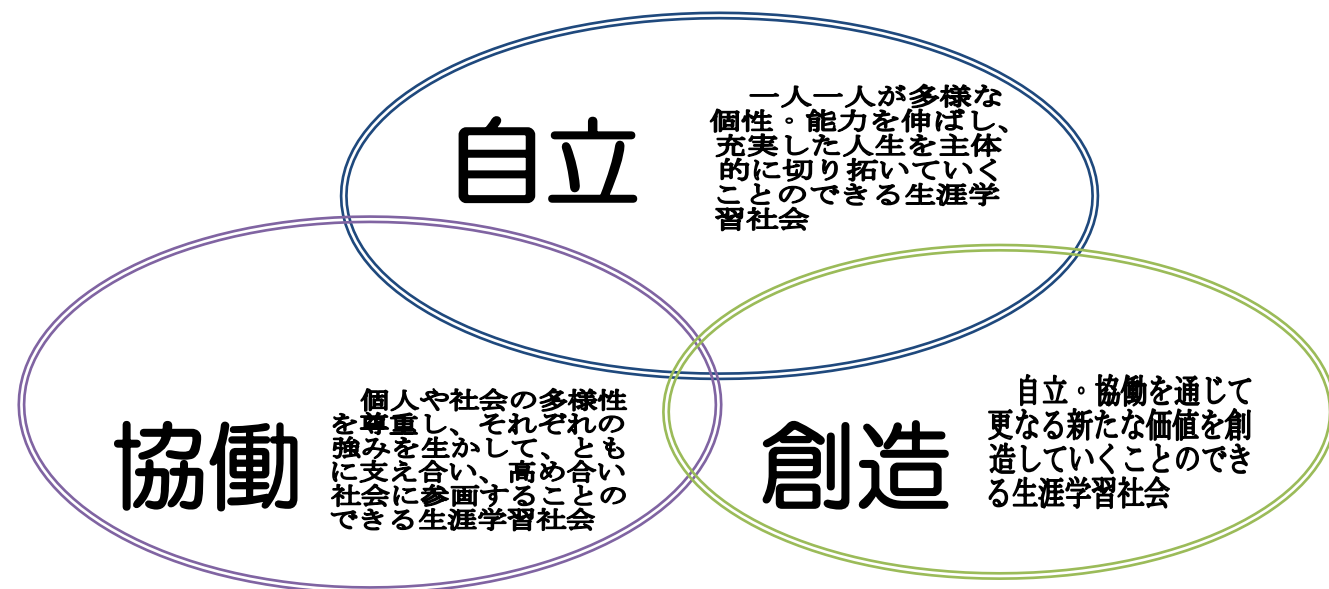 自立
一人一人が多様な
個性・能力を伸ばし、
充実した人生を主体
的に切り拓いていく
ことのできる生涯学
習社会
協働
個人や社会の多様性
を尊重し、それぞれの
強みを生かして、とも
に支え合い、高め合い
社会に参画することの
できる生涯学習社会
創造
自立・協働を通じて
更なる新たな価値を創
造していくことのでき
る生涯学習社会